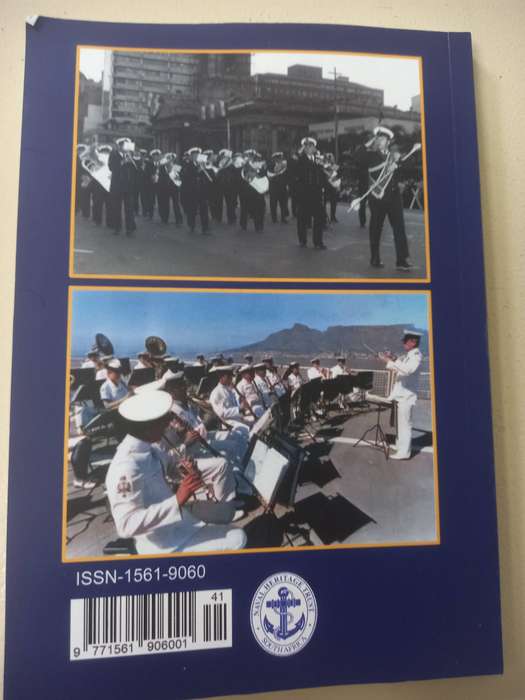 ISSN-1561-9060
41
9 771561 906001
NAVAL HERITAGE TRUST
SOUTH AFRICA